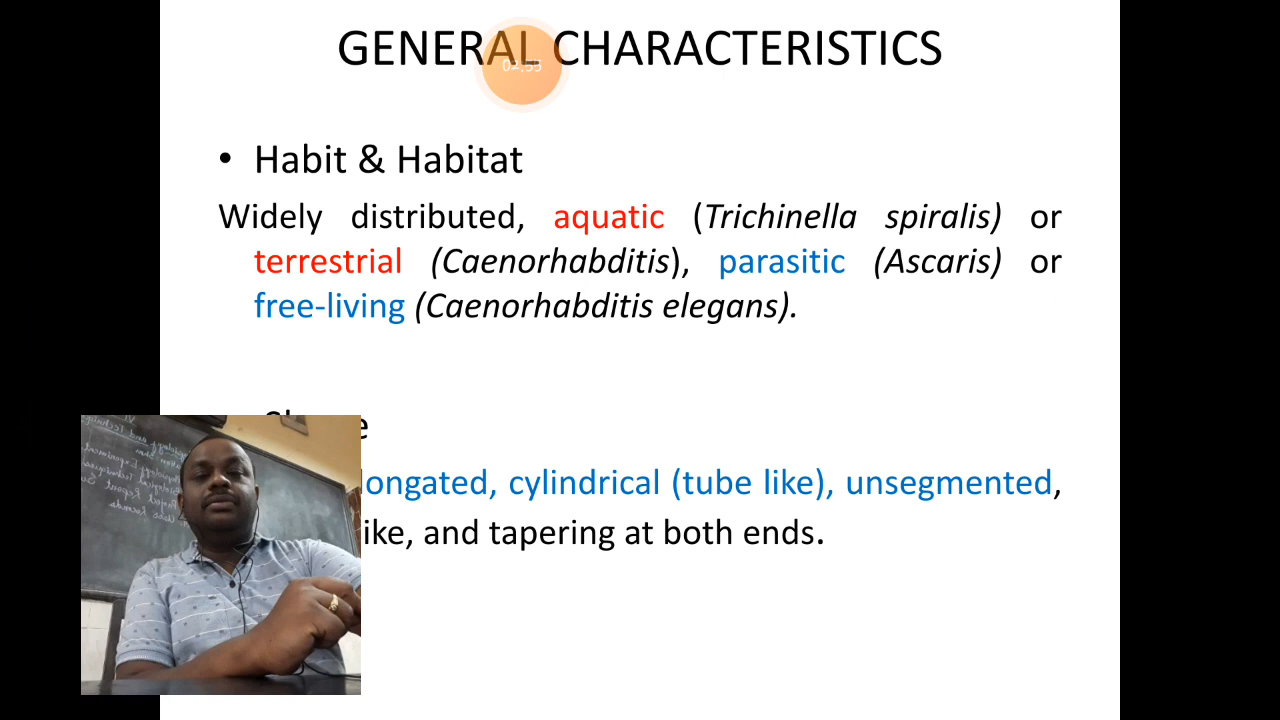 GENERAL CHARACTERISTICS
• Habit & Habitat
Widely distributed, aquatic (Trichinella spiralis) or
terrestrial (Caenorhabditis), parasitic (Ascaris) or
free-living (Caenorhabditis elegans).
ongated, cylindrical (tube like), unsegmented,
ike, and tapering at both ends.